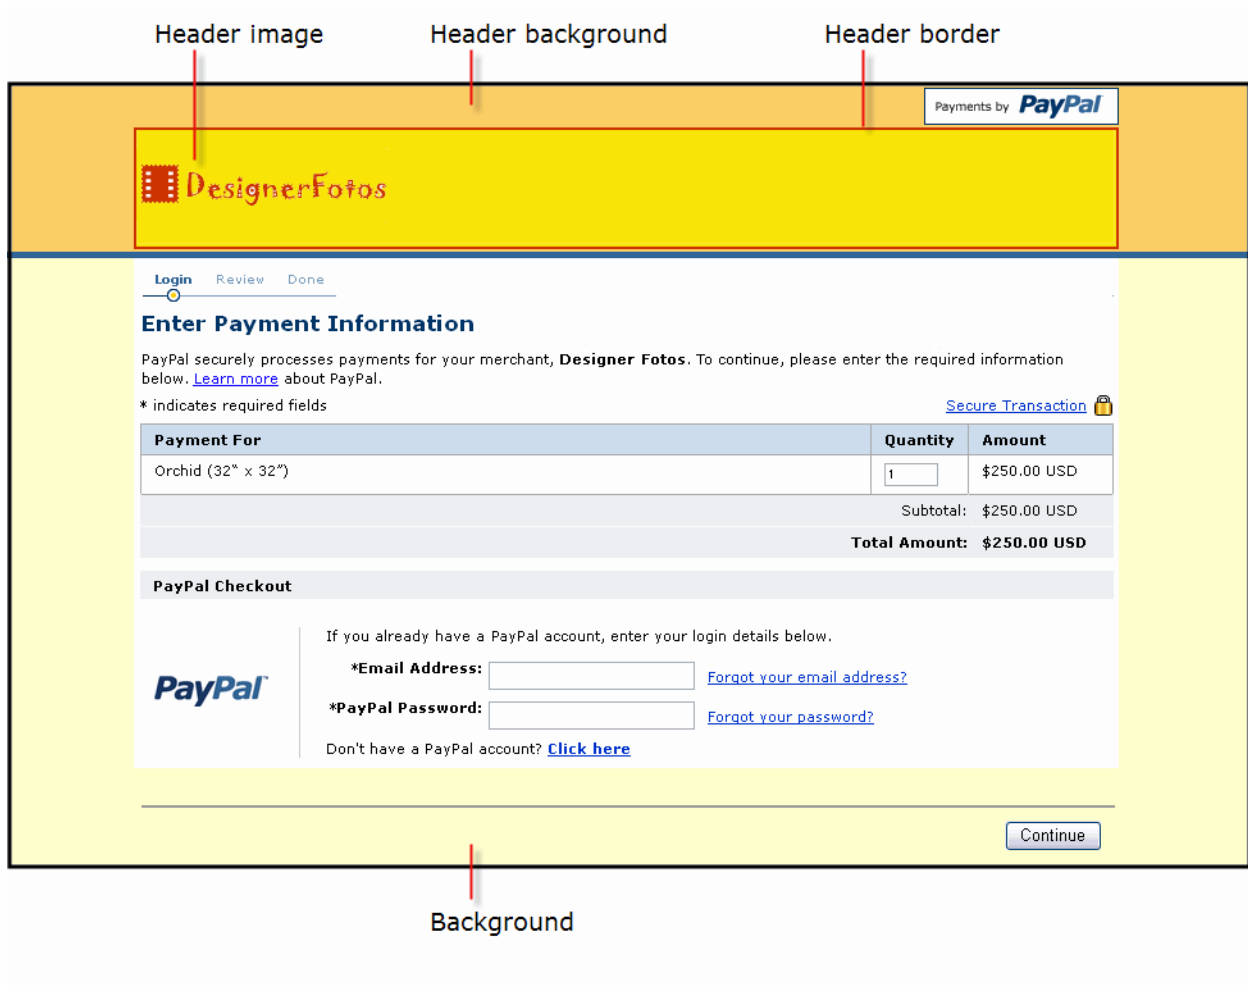 Header image Header background Header border
Payments by PayPal
DesignerFotos
Login Review Done
Enter Payment Information
PayPal securely processes payments for your merchant, Designer Fotos. To continue, please enter the required information
below. Learn more about PayPal.
* indicates required fields Secure Transaction
Payment For Quantity Amount
Orchid (32" x 32") 1 $250.00 USD
Subtotal: $250.00 USD
Total Amount: $250.00 USD
PayPal Checkout
If you already have a PayPal account, enter your login details below.
*Email Address: Forgot your email address?
PayPal
*PayPal Password: Forgot your password?
Don't have a PayPal account? Click here
Continue
Background